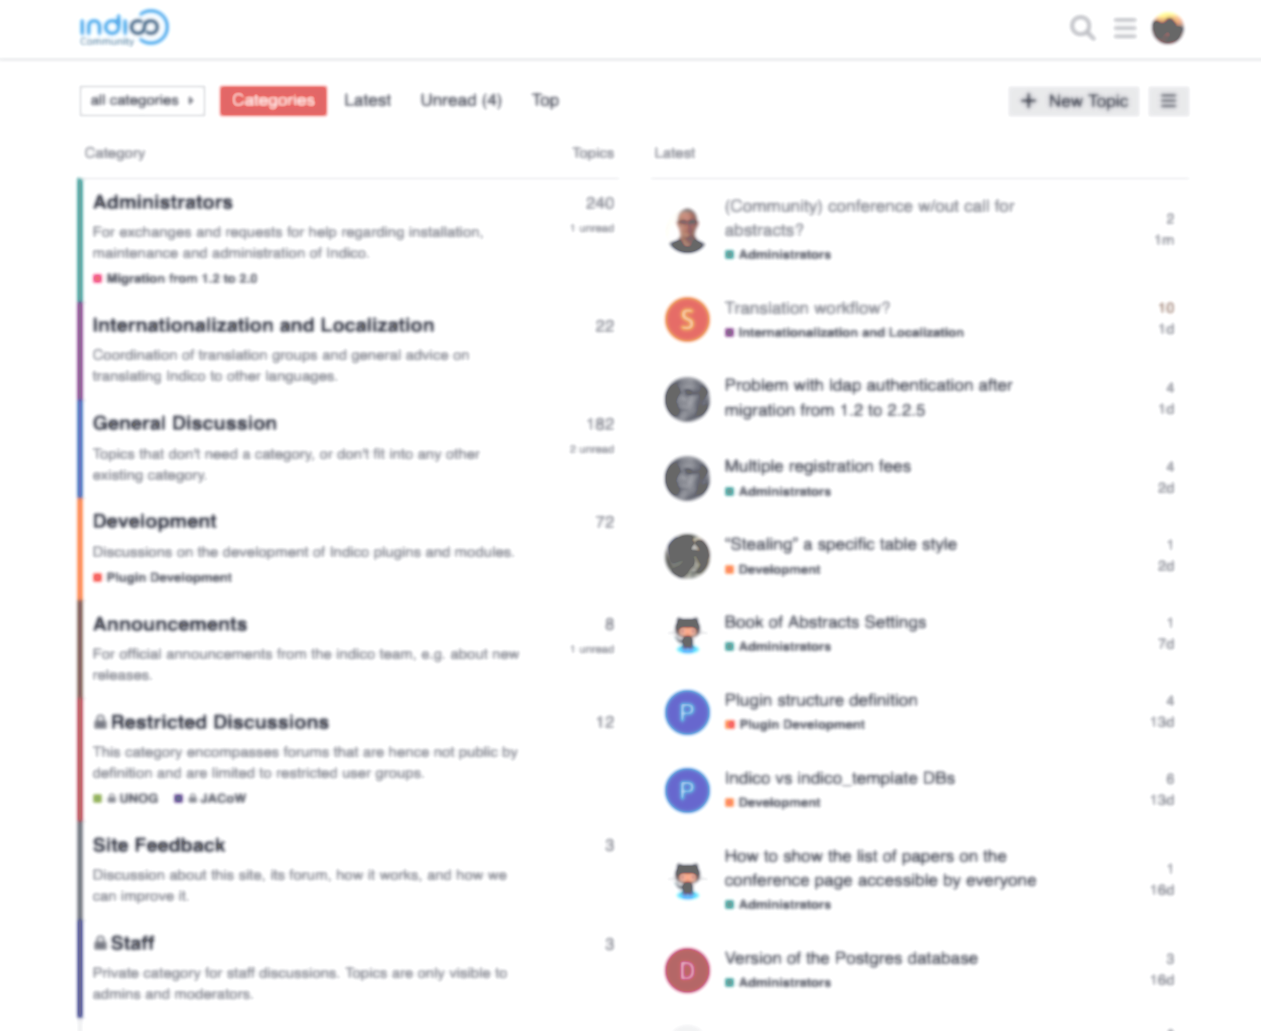 indico
Community
all categories
Categories
Latest
Unread (4)
Top
+ New Topic
Category
Topics
Administrators
240
For exchanges and requests for help regarding installation,
1 unread
maintenance and administration of Indico.
Migration from 1.2 to 2.0
Internationalization and Localization
22
Coordination of translation groups and general advice on
translating Indico to other languages.
General Discussion
182
Topics that don't need a category, or don't fit into any other
2 unread
existing category.
Development
72
Discussions on the development of Indico plugins and modules.
Plugin Development
Announcements
8
For official announcements from the indico team, e.g. about new
1 unread
releases.
Restricted Discussions
12
This category encompasses forums that are hence not public by
definition and are limited to restricted user groups.
UNOG JACoW
Site Feedback
3
Discussion about this site, its forum, how it works, and how we
can improve it.
Staff
3
Private category for staff discussions. Topics are only visible to
admins and moderators.
Latest
(Community) conference w/out call for
abstracts?
2
1m
Administrators
S
Translation workflow?
10
1d
Internationalization and Localization
Problem with ldap authentication after
migration from 1.2 to 2.2.5
4
1d
Multiple registration fees
4
2d
Administrators
"Stealing" a specific table style
1
2d
Development
Book of Abstracts Settings
1
7d
Administrators
P
Plugin structure definition
4
13d
Plugin Development
P
Indico vs indico_template DBs
6
13d
Development
How to show the list of papers on the
conference page accessible by everyone
1
16d
Administrators
D
Version of the Postgres database
3
16d
Administrators